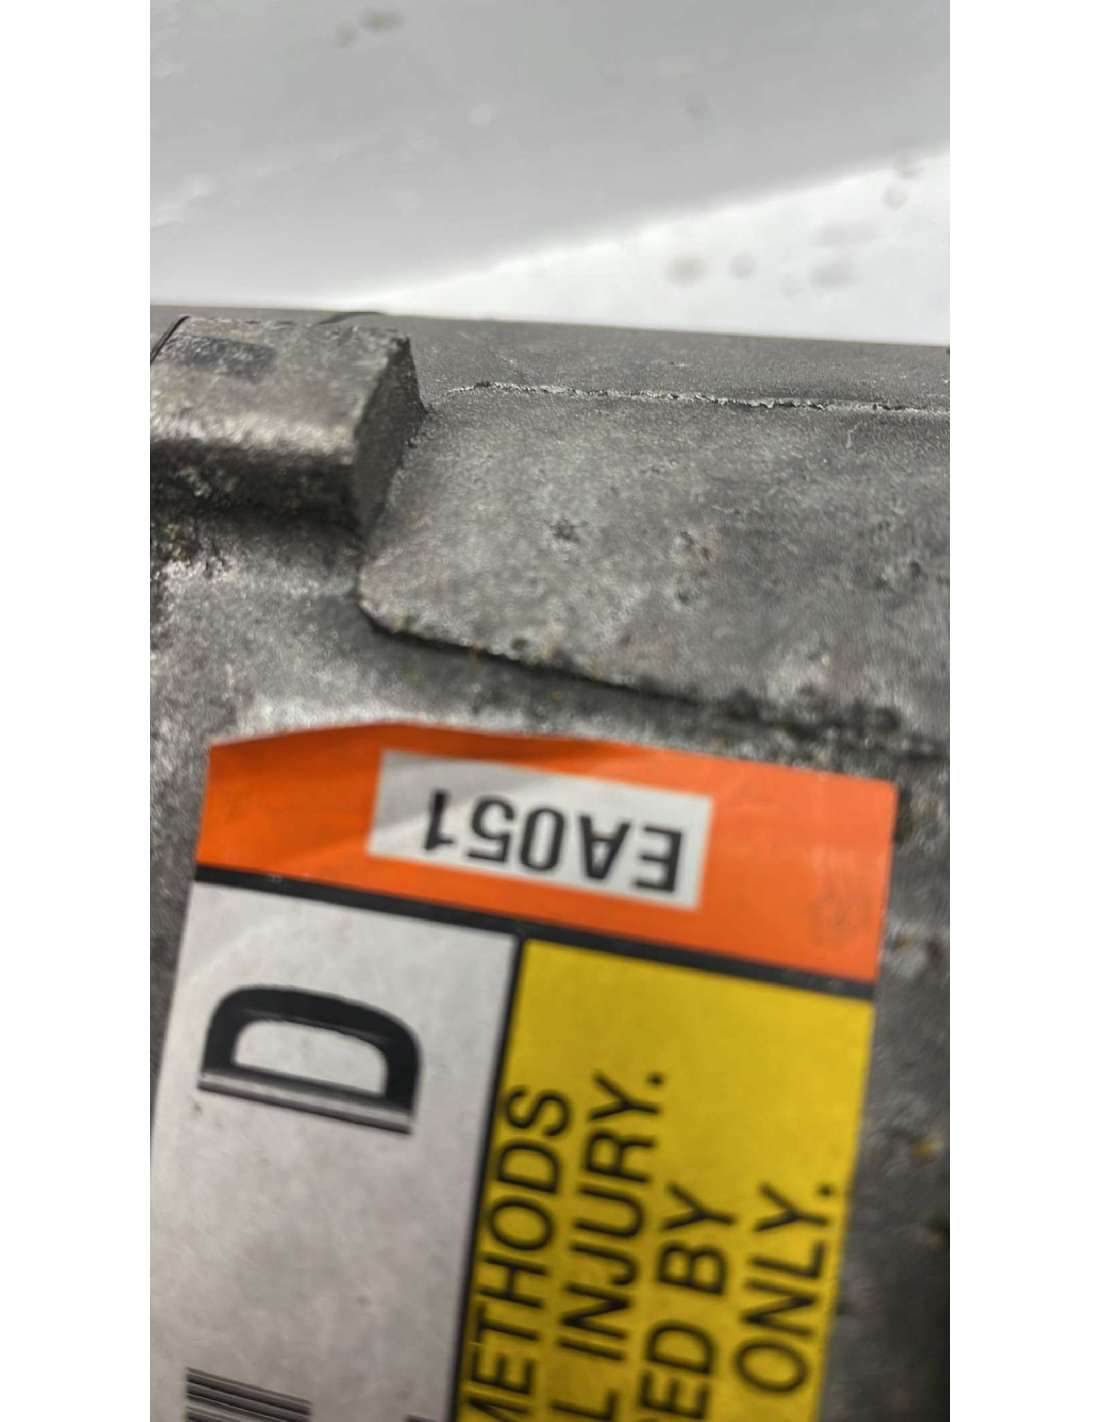 EA051
D
METHODS
L INJURY.
ED BY
ONLY.